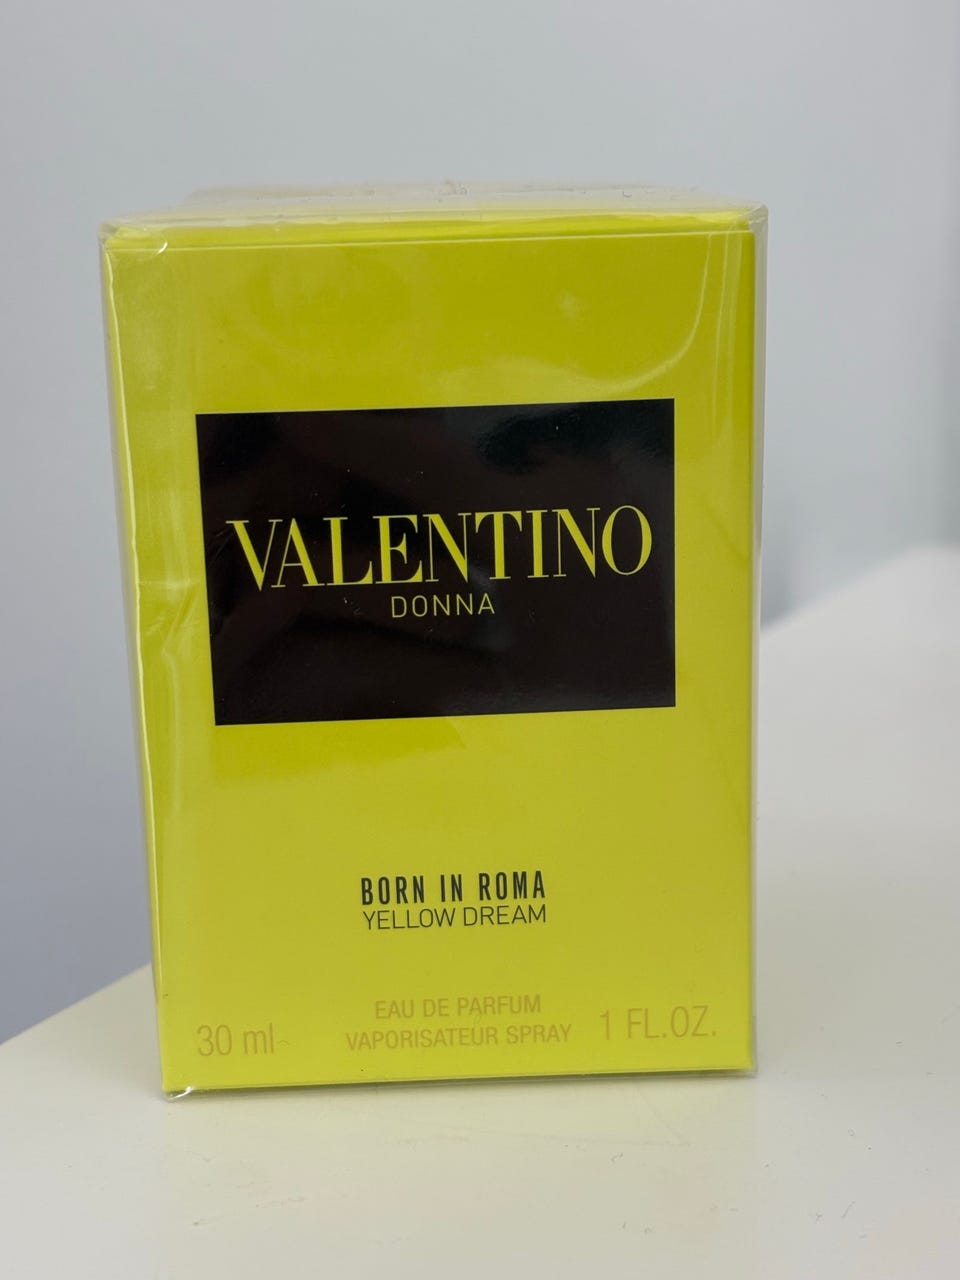 VALENTINO
DONNA
BORN IN ROMA
YELLOW DREAM
EAU DE PARFUM
30 ml VAPORISATEUR SPRAY 1 FL.OZ.